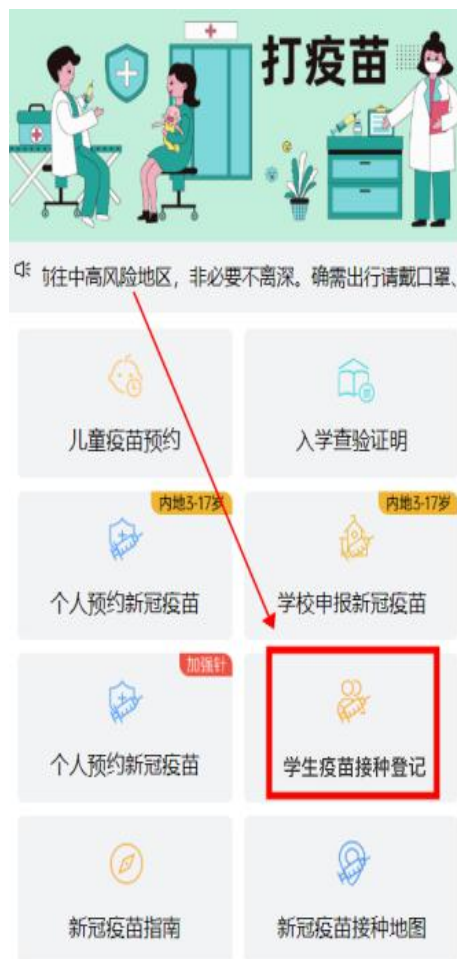 打疫苗
往中高风险地区，非必要不离深。确需出行请戴口罩、
儿童疫苗预约
入学查验证明
内地3-17岁
个人预约新冠疫苗
内地3-17岁
学校申报新冠疫苗
加强针
个人预约新冠疫苗
学生疫苗接种登记
新冠疫苗指南
新冠疫苗接种地图